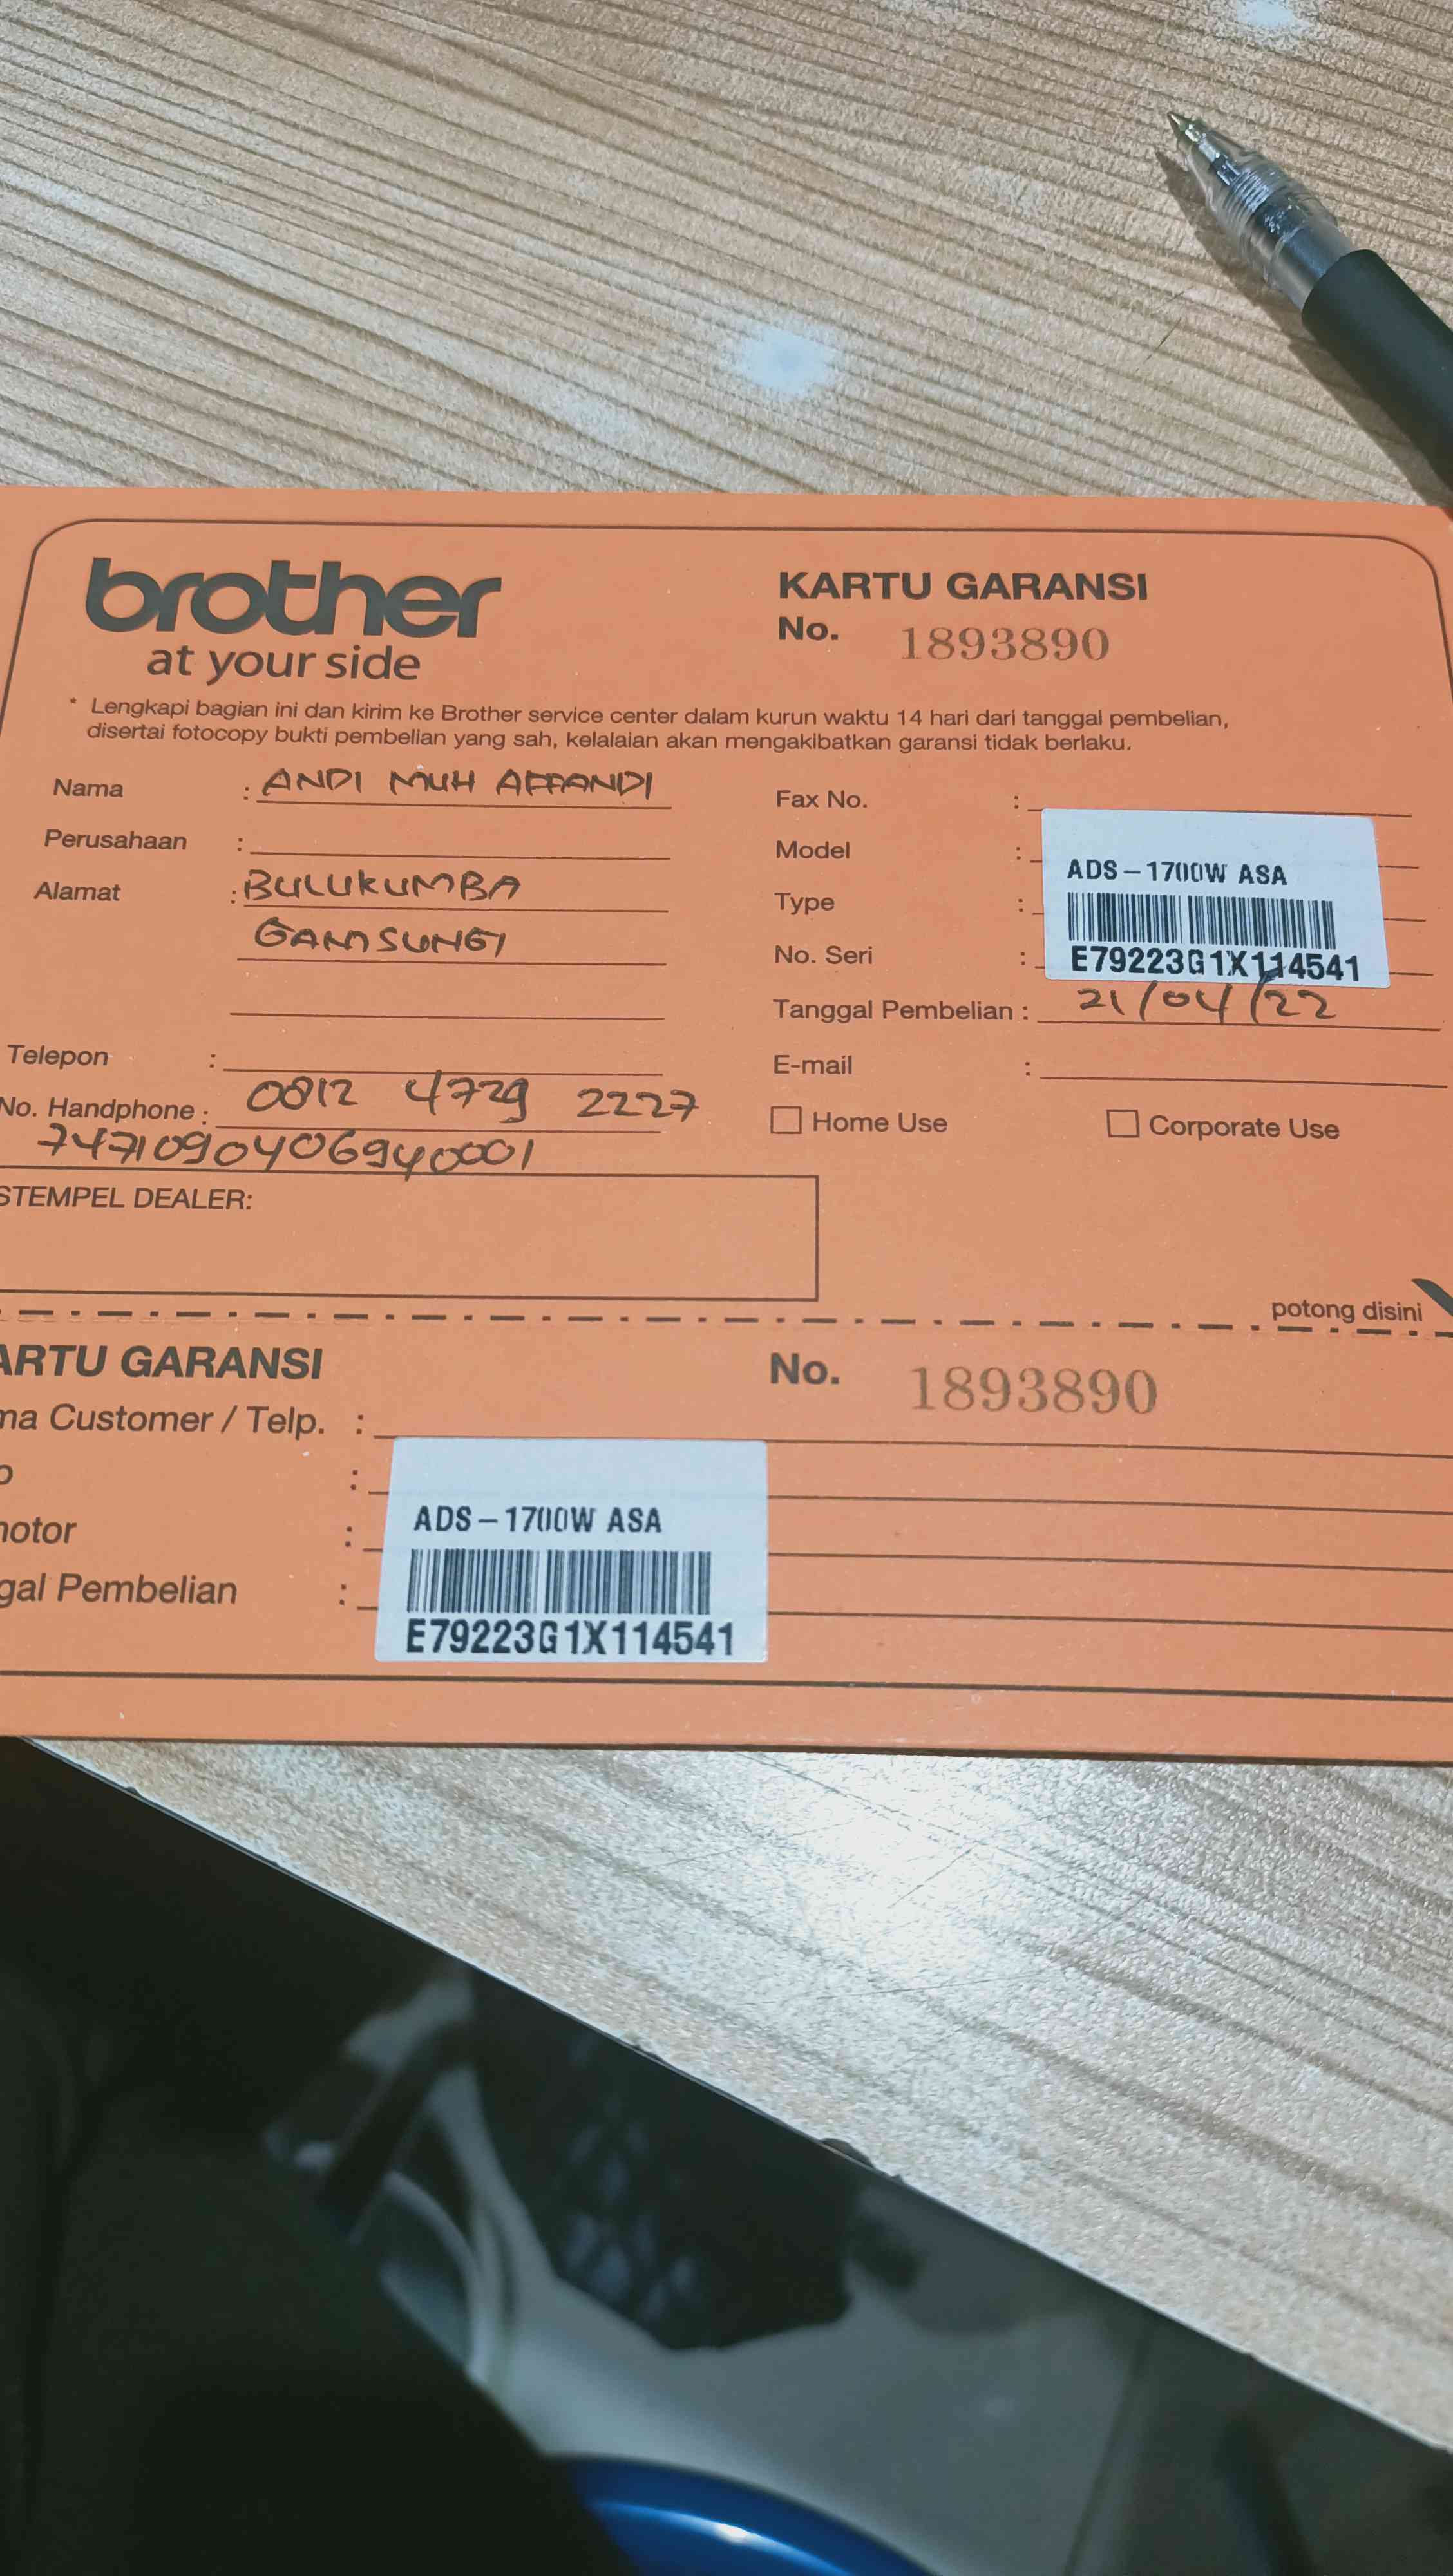 brother
at your side
KARTU GARANSI
No. 1893890
* Lengkapi bagian ini dan kirim ke Brother service center dalam kurun waktu 14 hari dari tanggal pembelian,
disertai fotocopy bukti pembelian yang sah, kelalaian akan mengakibatkan garansi tidak berlaku.
Nama : ANDI MUH AFFANDI
Perusahaan :
Alamat : BULUKUMBA
Telepon :
No. Handphone : 0812 4729 2227
7471090406940001
Fax No. :
Model :
Type :
No. Seri :
ADS-1700W ASA
E79223G1X114541
Tanggal Pembelian : 21/04/22
E-mail :
Home Use
Corporate Use
STEMPEL DEALER:
potong disini
ARTU GARANSI
No. 1893890
ma Customer / Telp. :
o :
motor :
gal Pembelian :
ADS-1700W ASA
E79223G1X114541